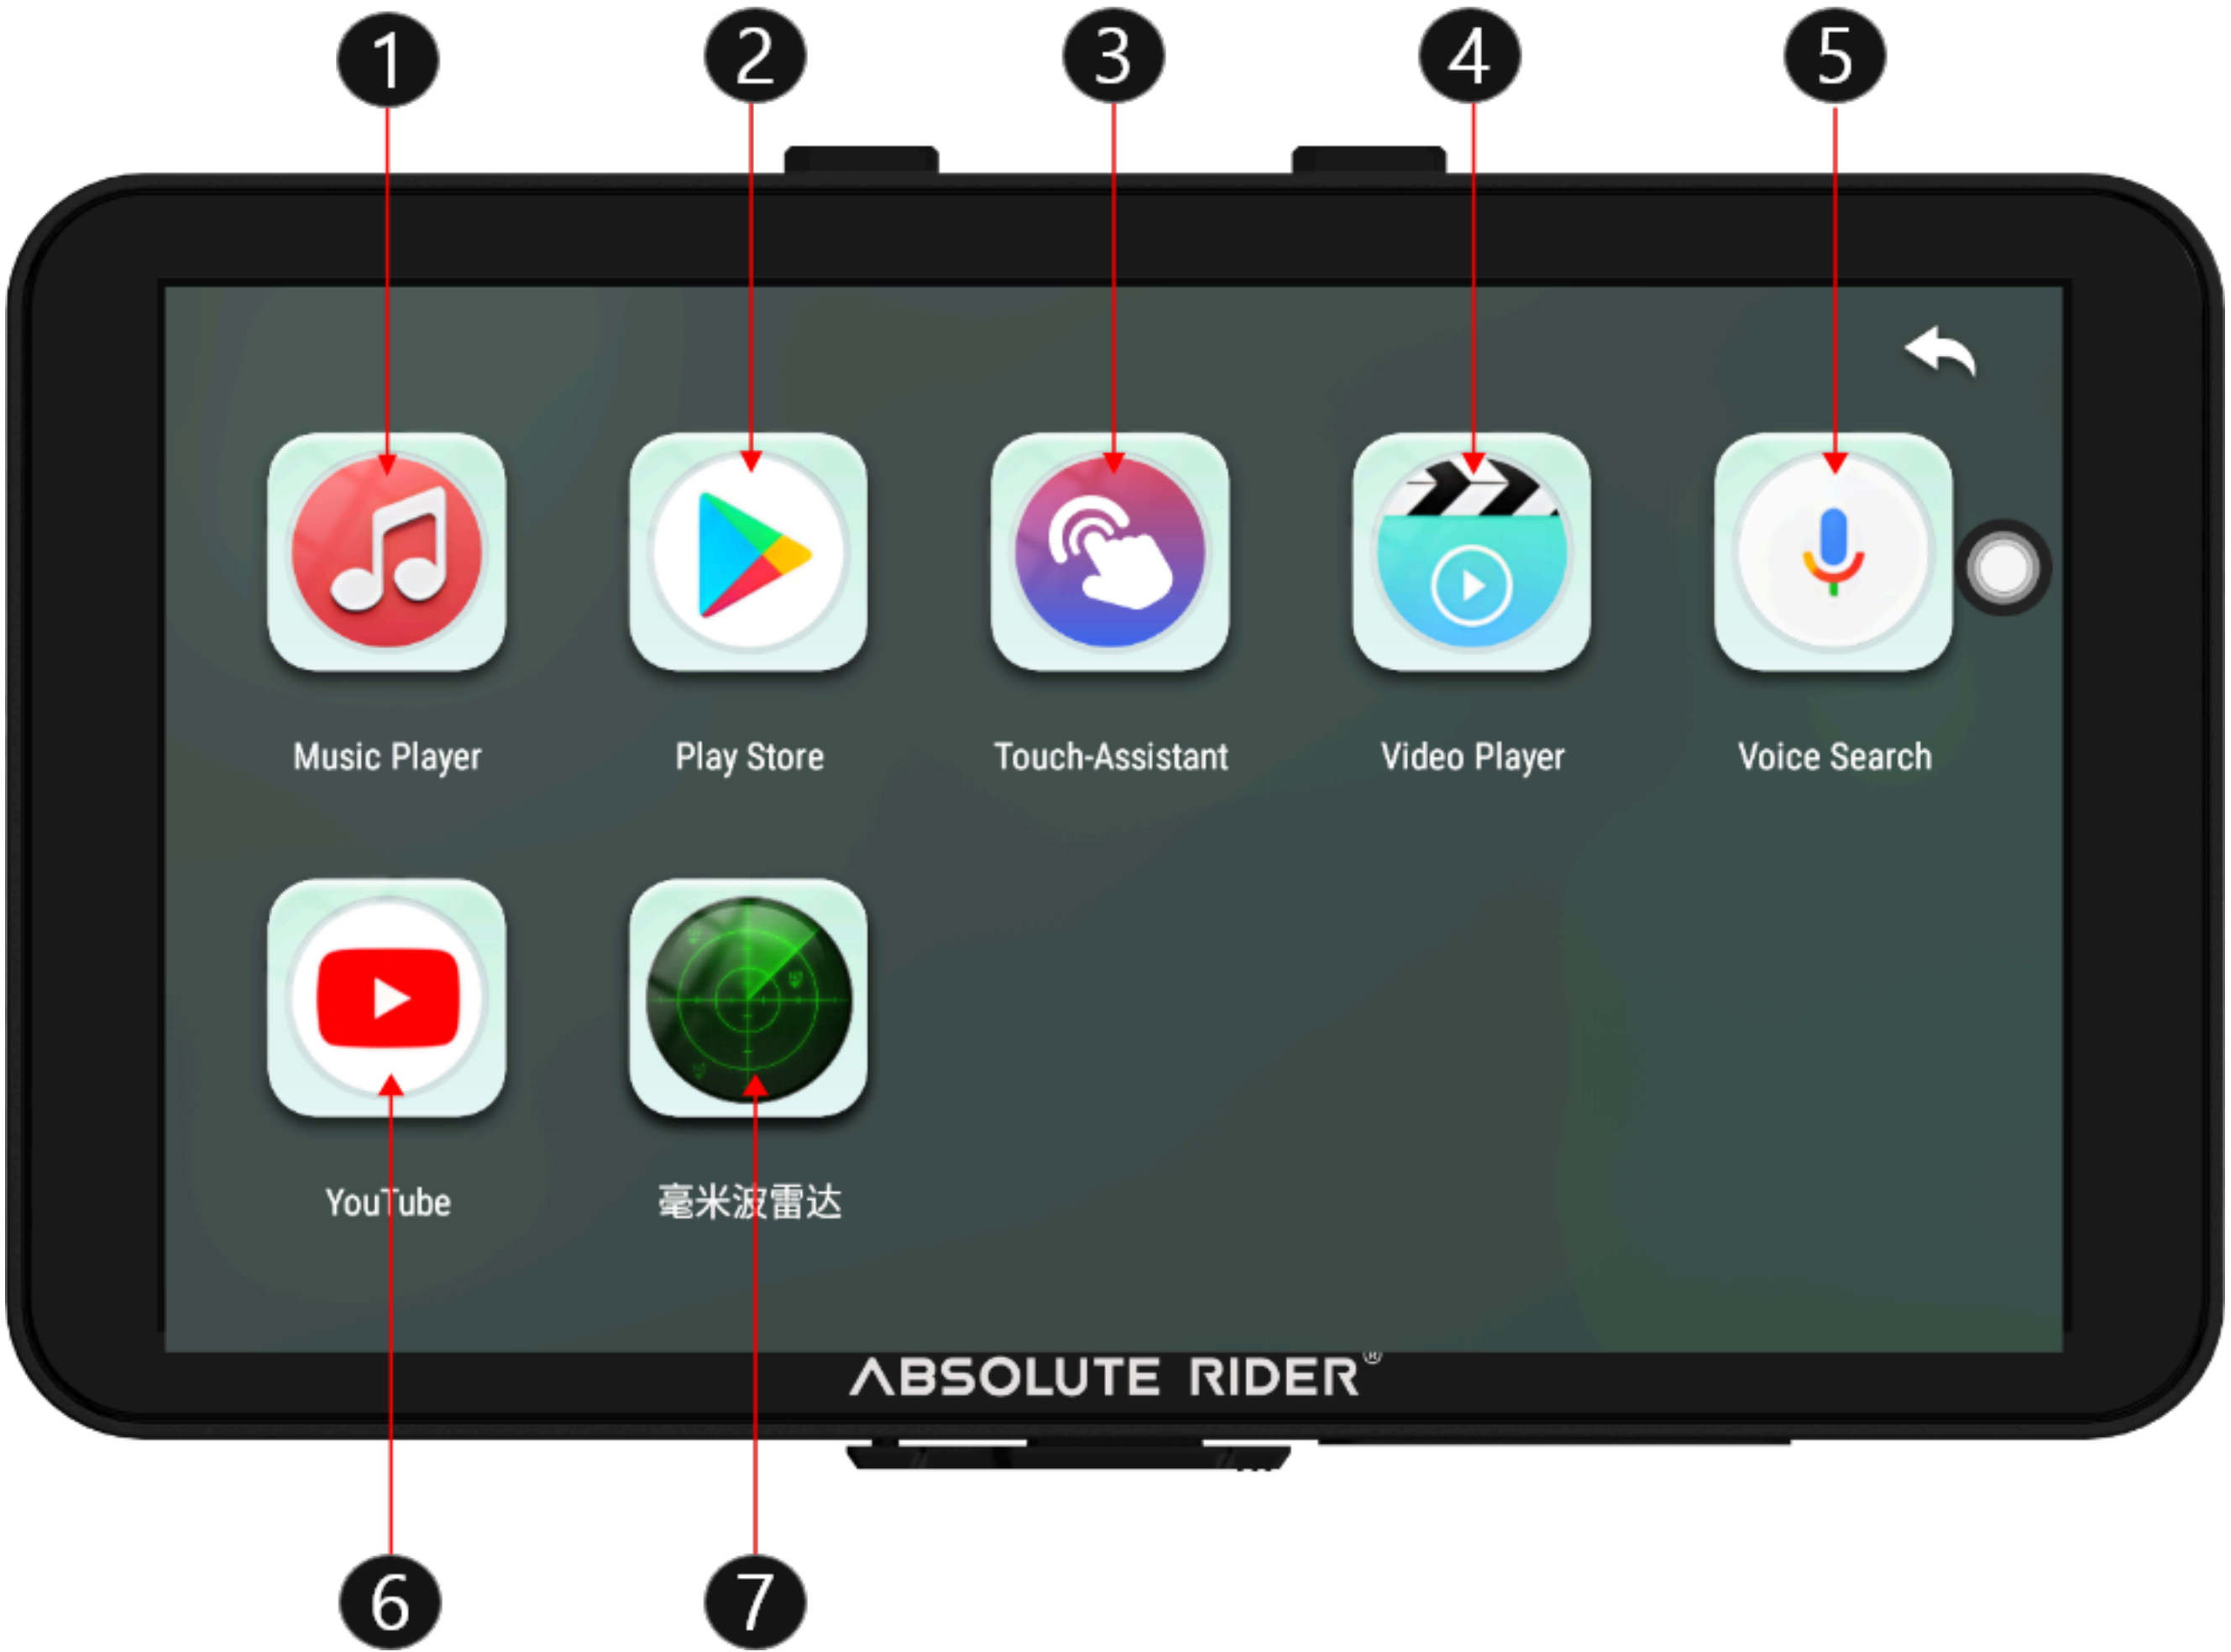 1 2 3 4 5
Music Player Play Store Touch-Assistant Video Player Voice Search
YouTube 毫米波雷达
ABSOLUTE RIDER®
6 7